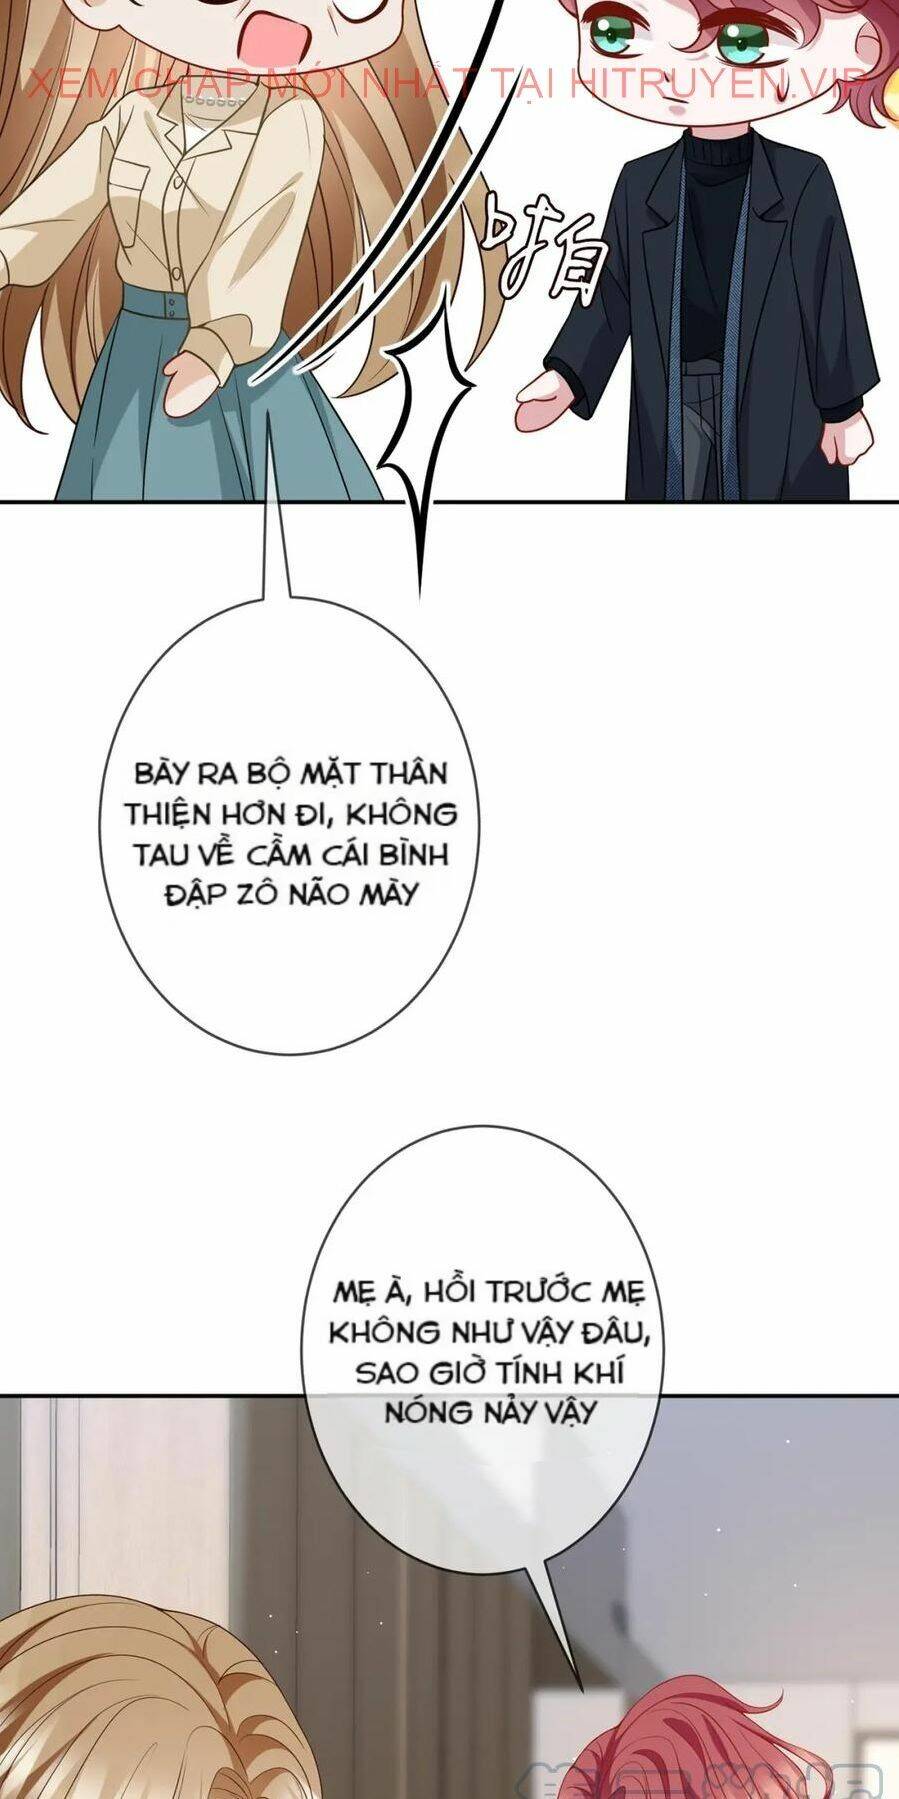 XEM CHAP MỚI NHẤT TẠI HITRUYEN.VIP
啪
BÀY RA BỘ MẶT THÂN
THIỆN HƠN ĐI, KHÔNG
TAU VỀ CẦM CÁI BÌNH
ĐẬP ZÔ NÃO MÀY
MẸ À, HỒI TRƯỚC MẸ
KHÔNG NHƯ VẬY ĐÂU,
SAO GIỜ TÍNH KHÍ
NÓNG NẢY VẬY